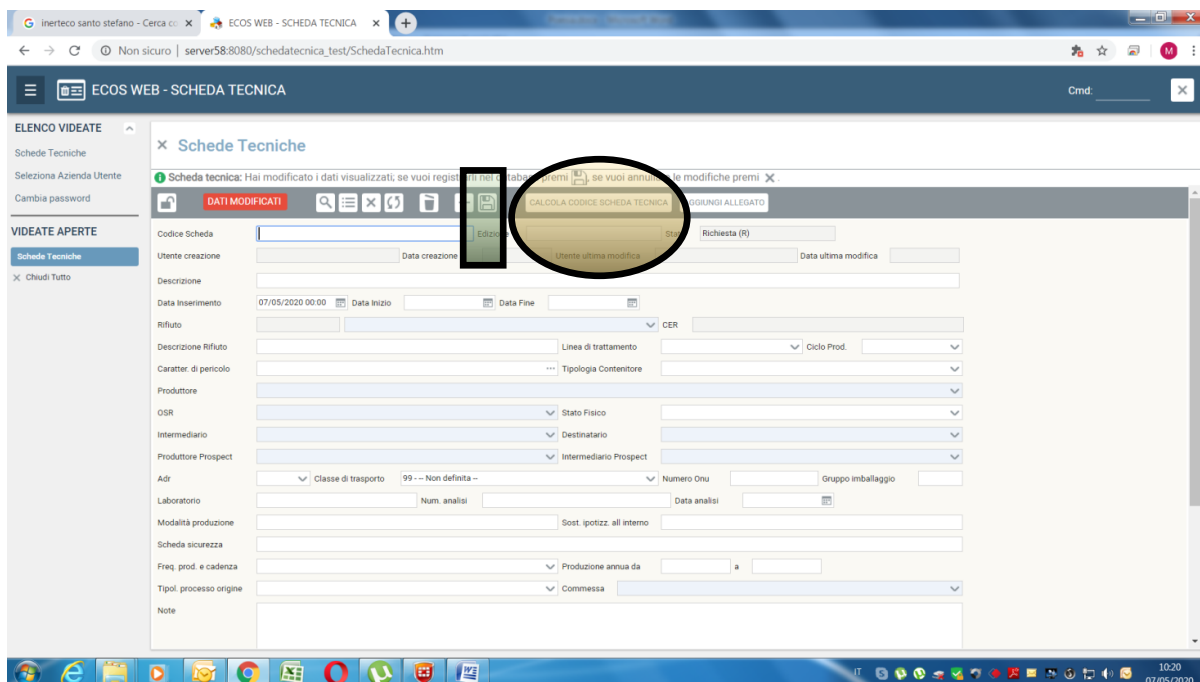 inerteco santo stefano - Cerca co
ECOS WEB - SCHEDA TECNICA
Non sicuro | server58:8080/schedatecnica_test/SchedaTecnica.htm
M
ECOS WEB - SCHEDA TECNICA
Cmd:
ELENCO VIDEATE
Schede Tecniche
Seleziona Azienda Utente
Cambia password
VIDEATE APERTE
Schede Tecniche
Chiudi Tutto
Schede Tecniche
Scheda tecnica: Hai modificato i dati visualizzati; se vuoi registrarli nel database premi , se vuoi annullare le modifiche premi
DATI MODIFICATI
CALCOLA CODICE SCHEDA TECNICA
AGGIUNGI ALLEGATO
Codice Scheda Edizione Stato Richiesta (R)
Utente creazione Data creazione Utente ultima modifica Data ultima modifica
Descrizione
Data Inserimento 07/05/2020 00:00 Data Inizio Data Fine
Rifiuto CER
Descrizione Rifiuto Linea di trattamento Ciclo Prod.
Caratter. di pericolo Tipologia Contenitore
Produttore
OSR Stato Fisico
Intermediario Destinatario
Produttore Prospect Intermediario Prospect
Adr Classe di trasporto 99 - -- Non definita -- Numero Onu Gruppo imballaggio
Laboratorio Num. analisi Data analisi
Modalità produzione Sost. ipotizz. all interno
Scheda sicurezza
Freq. prod. e cadenza Produzione annua da a
Tipol. processo origine Commessa
Note
IT
10:20
07/05/2020